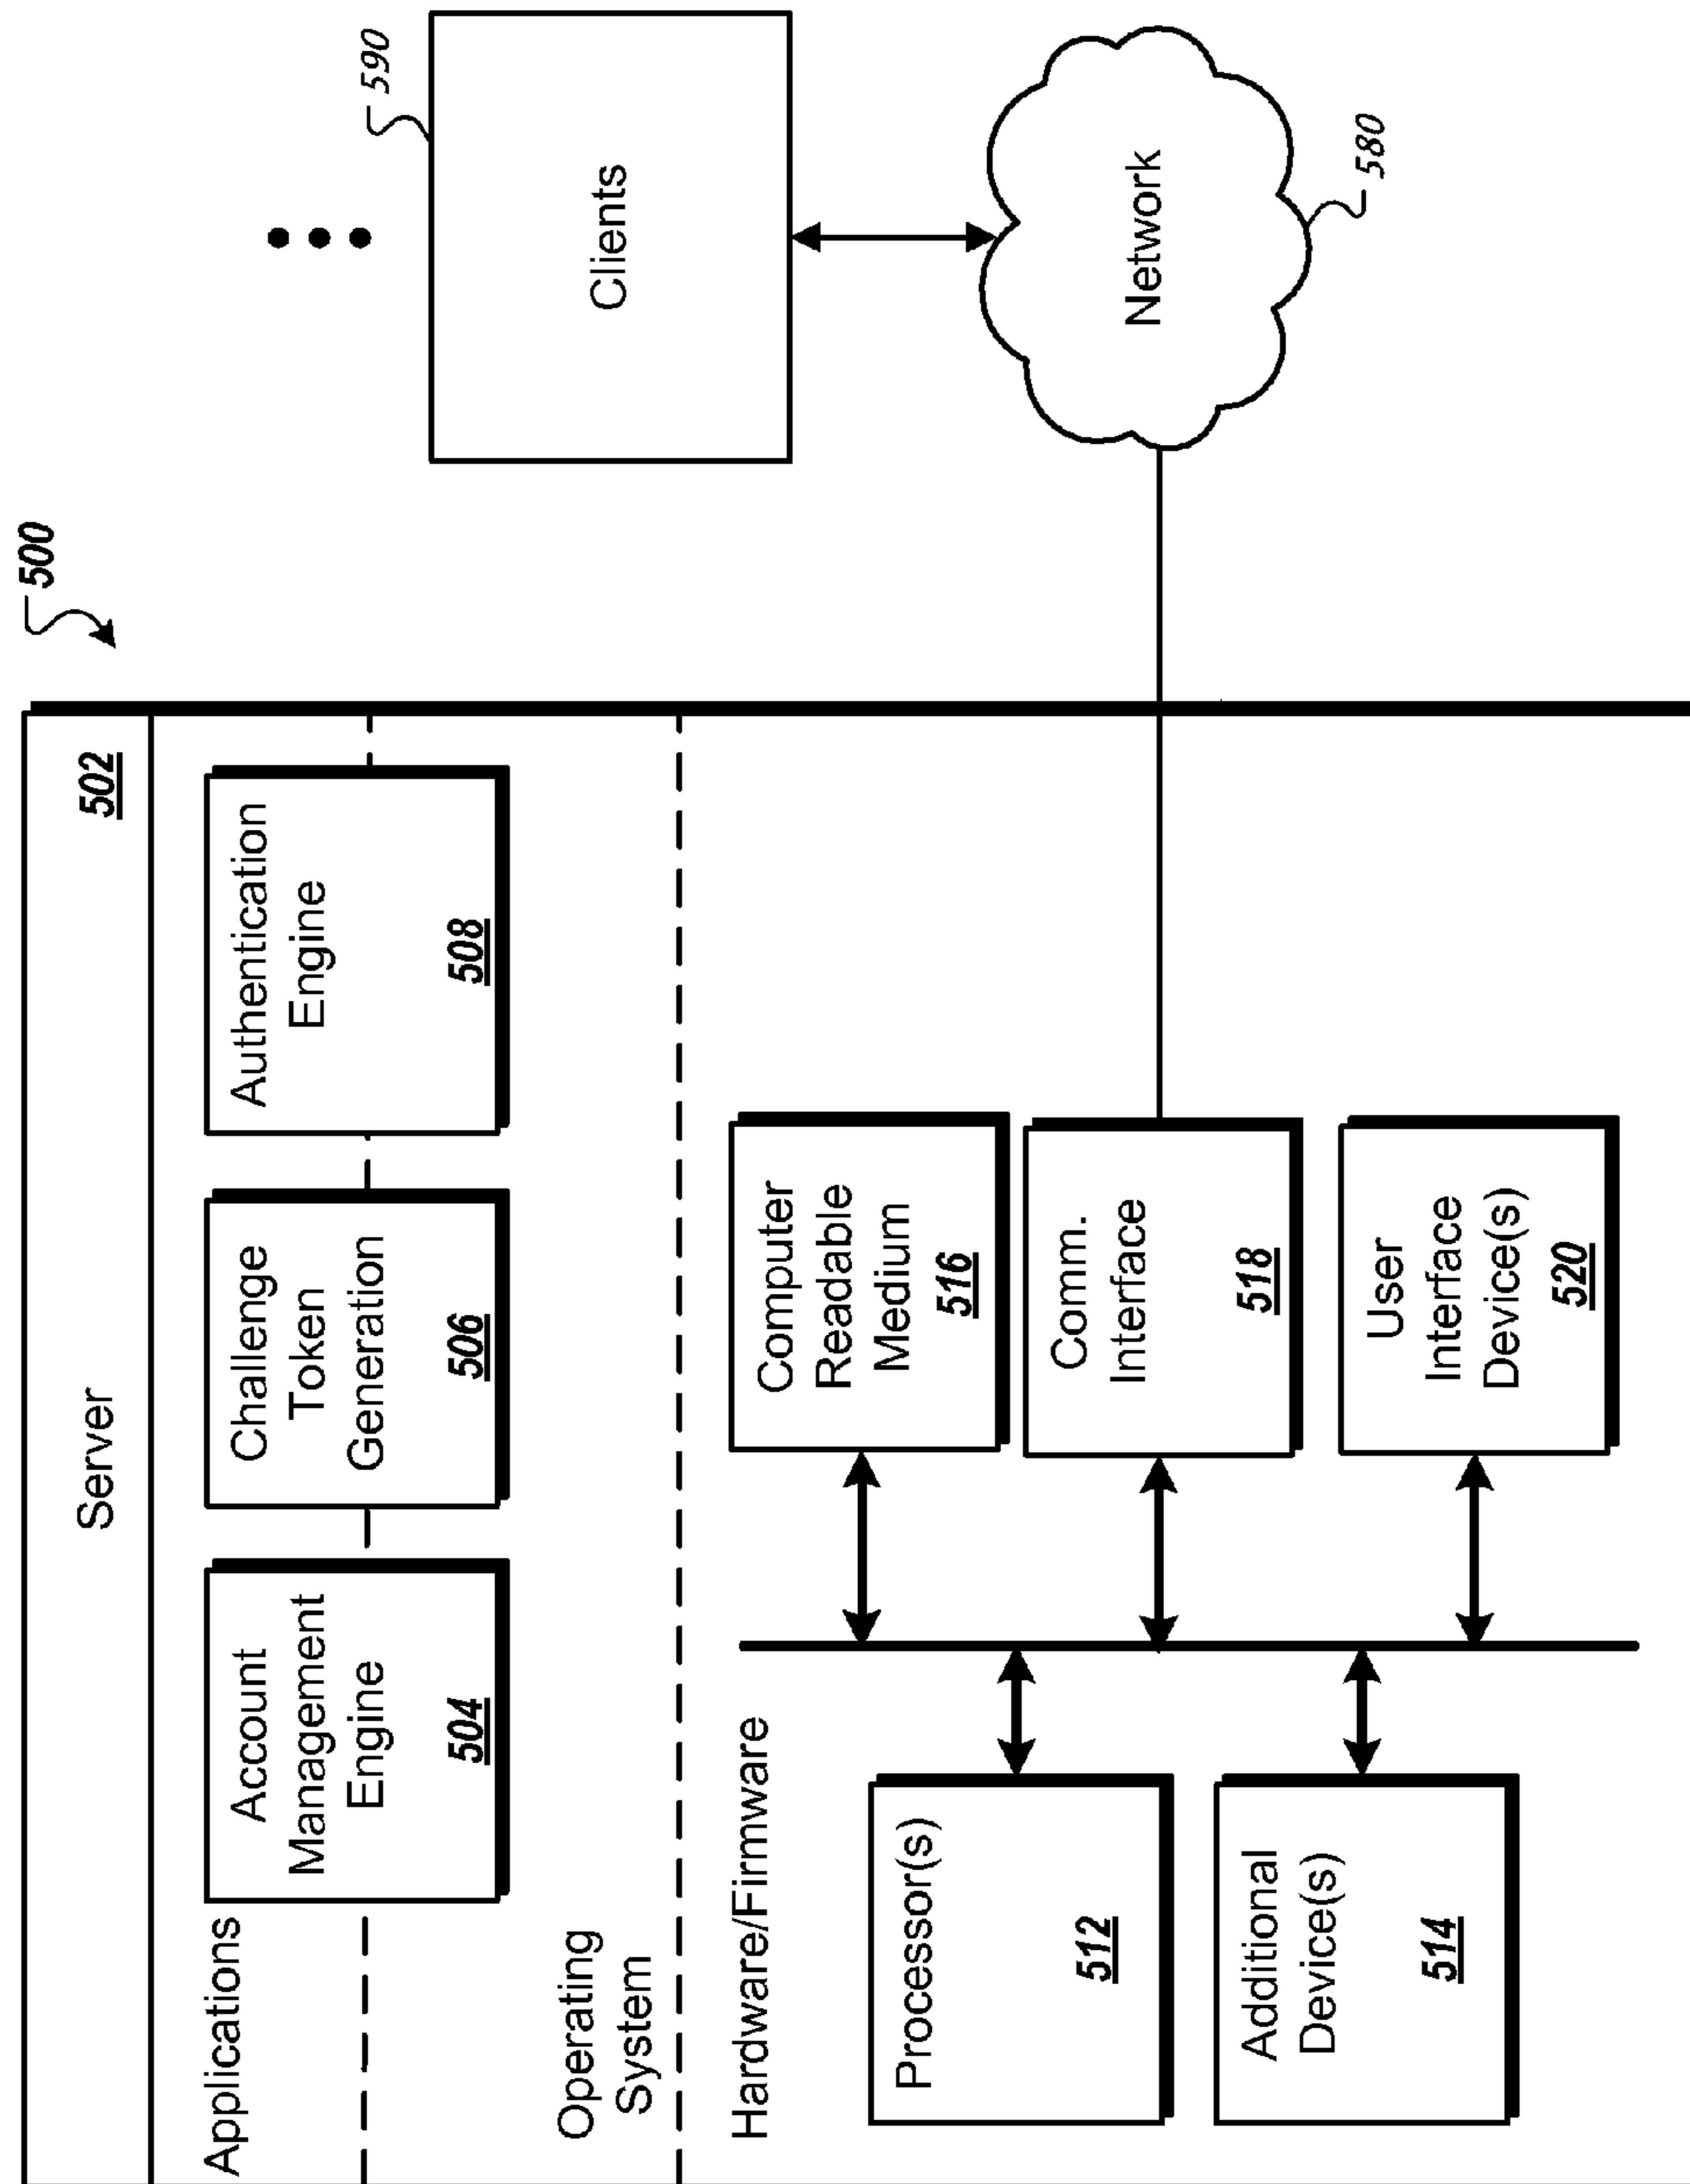 500
Server
502
Applications
Account
Management
Engine
504
Challenge
Token
Generation
506
Authentication
Engine
508
Operating
System
Hardware/Firmware
Processor(s)
512
Additional
Device(s)
514
Computer
Readable
Medium
516
Comm.
Interface
518
User
Interface
Device(s)
520
590
Clients
Network
580